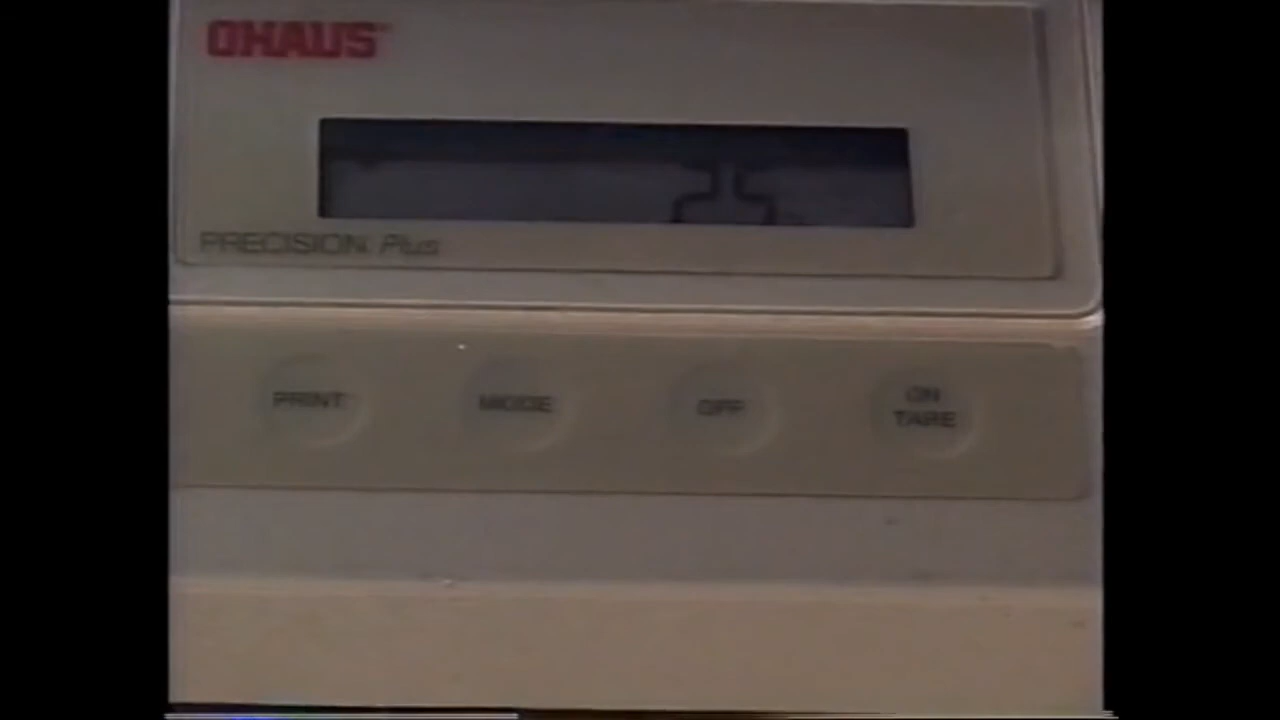 OHAUS
PRECISION Plus
PRINT
MODE
OFF
ON
TARE